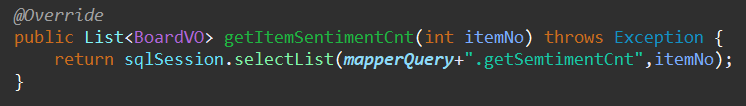 @Override
public List<BoardVO> getItemSentimentCnt(int itemNo) throws Exception {
return sqlSession.selectList(mapperQuery+".getSemtimentCnt",itemNo);
}